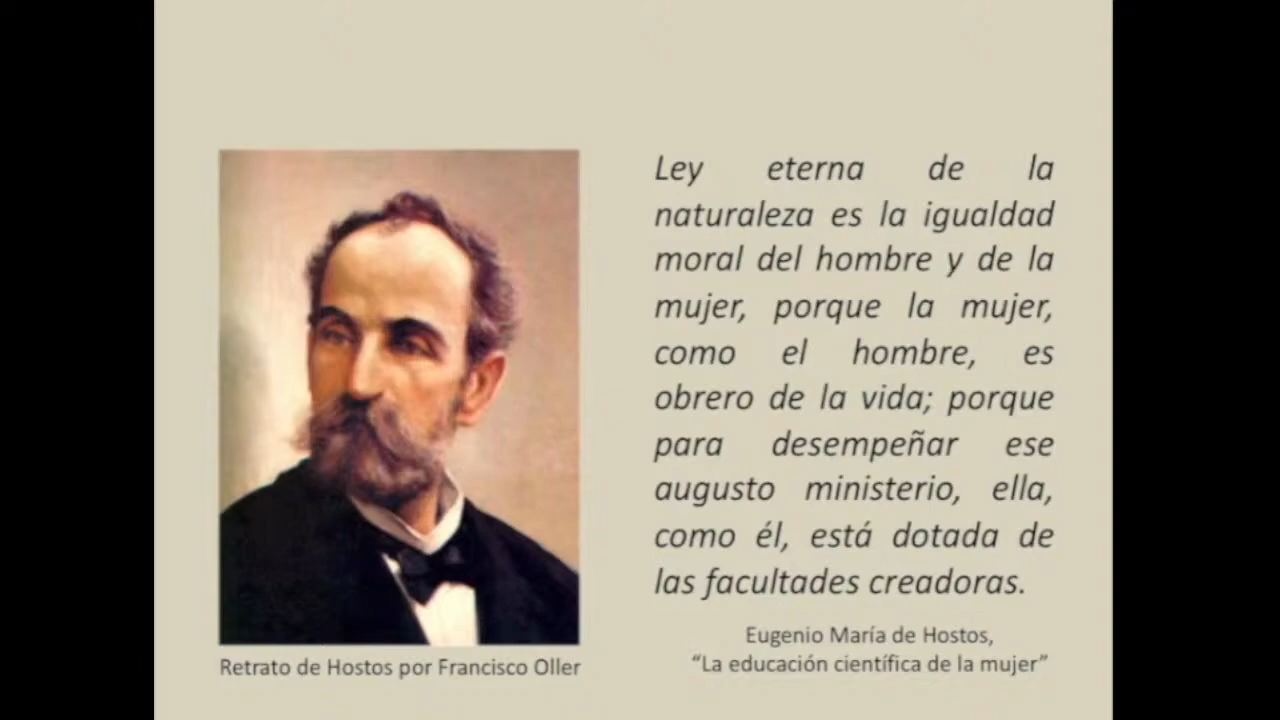 Ley eterna de la
naturaleza es la igualdad
moral del hombre y de la
mujer, porque la mujer,
como el hombre, es
obrero de la vida; porque
para desempeñar ese
augusto ministerio, ella,
como él, está dotada de
las facultades creadoras.
Eugenio María de Hostos,
“La educación científica de la mujer”
Retrato de Hostos por Francisco Oller